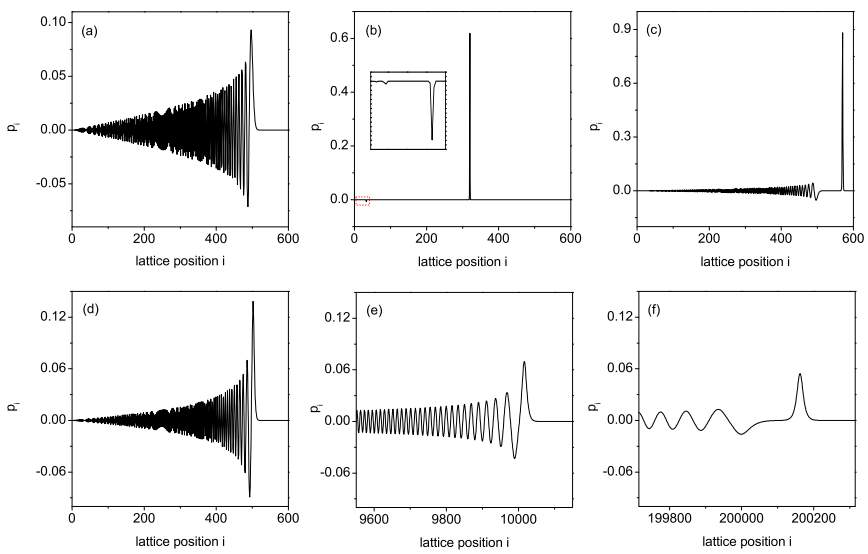 (a)
0.10
0.05
0.00
-0.05
p_i
0 200 400 600
lattice position i
(b)
0.6
0.4
0.2
0.0
p_i
0 200 400 600
lattice position i
(c)
0.9
0.6
0.3
0.0
p_i
0 200 400 600
lattice position i
(d)
0.12
0.06
0.00
-0.06
p_i
0 200 400 600
lattice position i
(e)
0.12
0.06
0.00
-0.06
p_i
9600 9800 10000
lattice position i
(f)
0.12
0.06
0.00
-0.06
p_i
199800 200000 200200
lattice position i